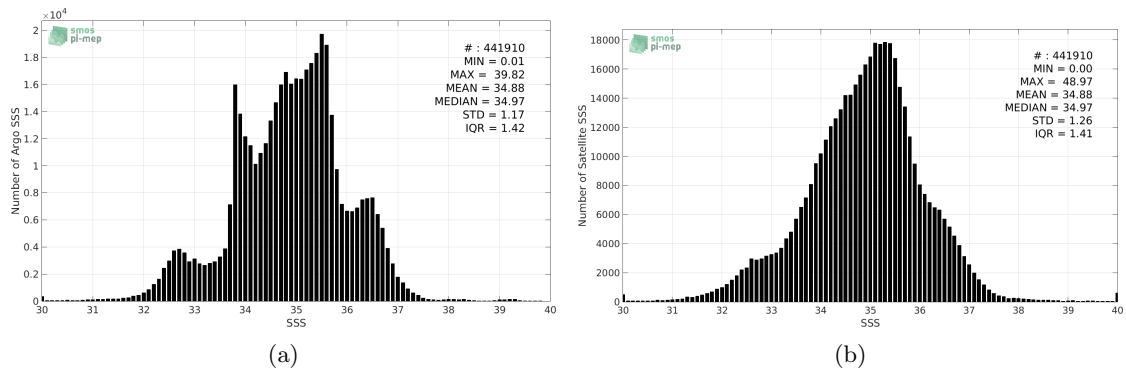 ×10⁴
smos
pi-mep
# : 441910
MIN = 0.01
MAX = 39.82
MEAN = 34.88
MEDIAN = 34.97
STD = 1.17
IQR = 1.42
Number of Argo SSS
2
1.8
1.6
1.4
1.2
1
0.8
0.6
0.4
0.2
0
30 31 32 33 34 35 36 37 38 39 40
SSS
(a)
smos
pi-mep
# : 441910
MIN = 0.00
MAX = 48.97
MEAN = 34.88
MEDIAN = 34.97
STD = 1.26
IQR = 1.41
Number of Satellite SSS
18000
16000
14000
12000
10000
8000
6000
4000
2000
0
30 31 32 33 34 35 36 37 38 39 40
SSS
(b)